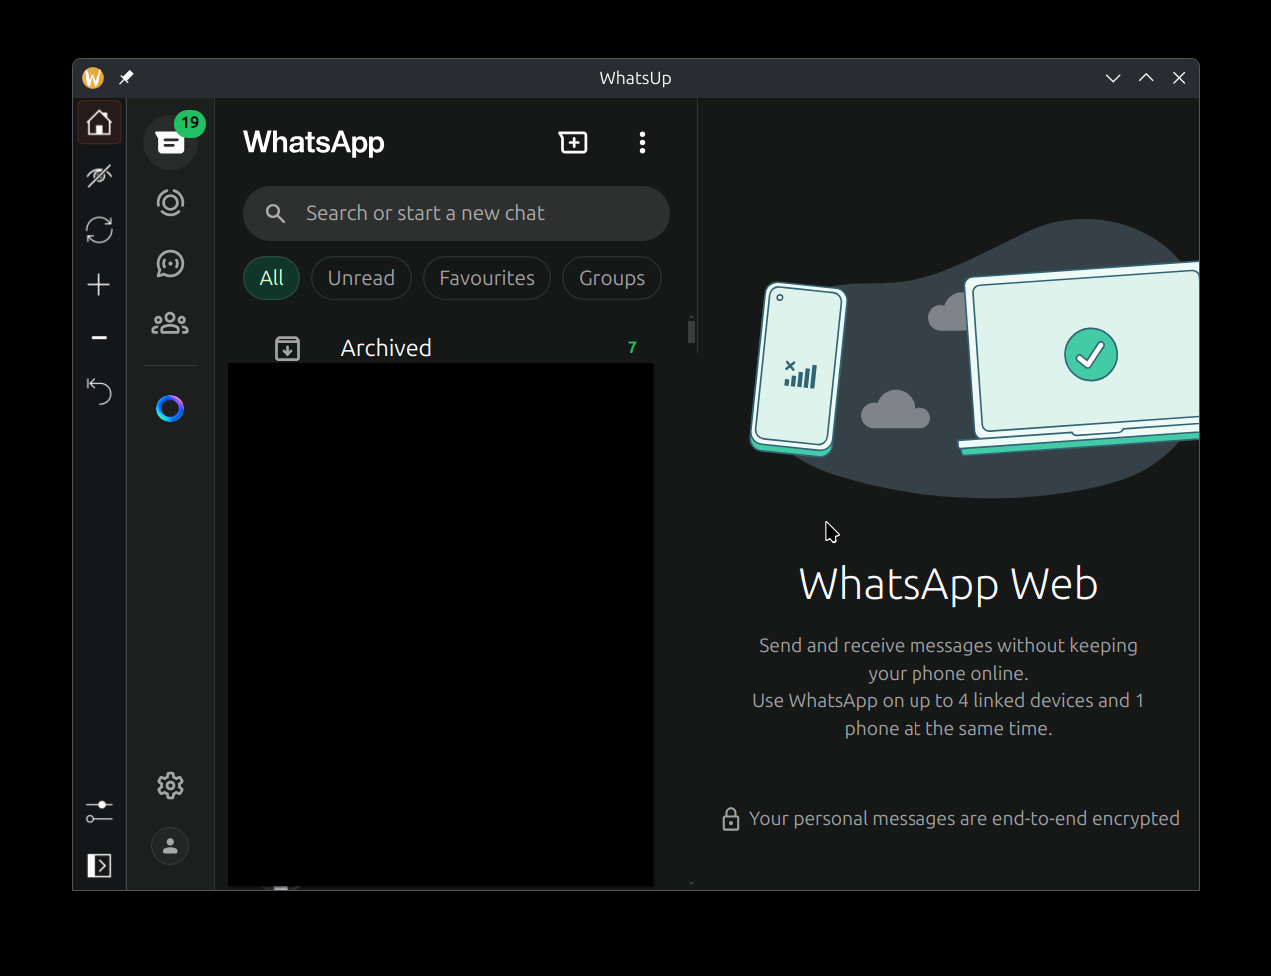 WhatsUp
19
WhatsApp
Search or start a new chat
All
Unread
Favourites
Groups
Archived
7
WhatsApp Web
Send and receive messages without keeping
your phone online.
Use WhatsApp on up to 4 linked devices and 1
phone at the same time.
Your personal messages are end-to-end encrypted